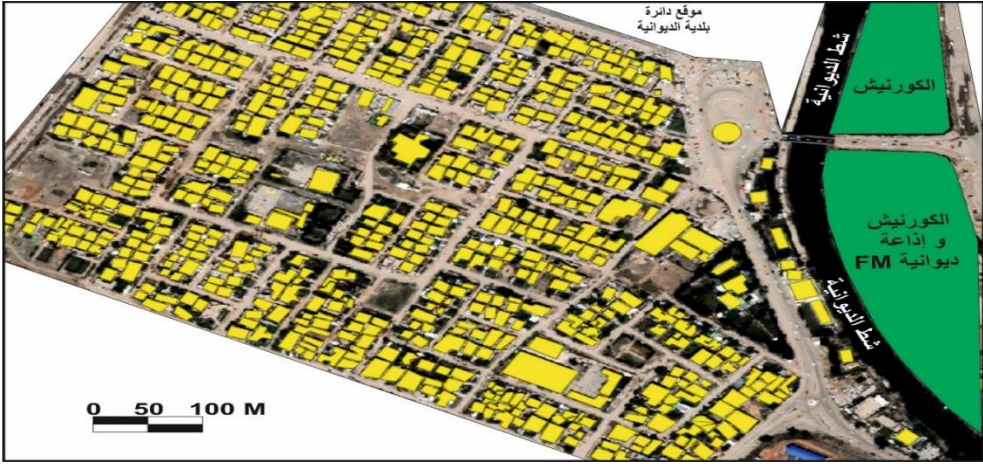 موقع دائرة
بلدية الديوانية
شط الديوانية
الكورنيش
الكورنيش
و إذاعة
ديوانية FM
شط الديوانية
0 50 100 M